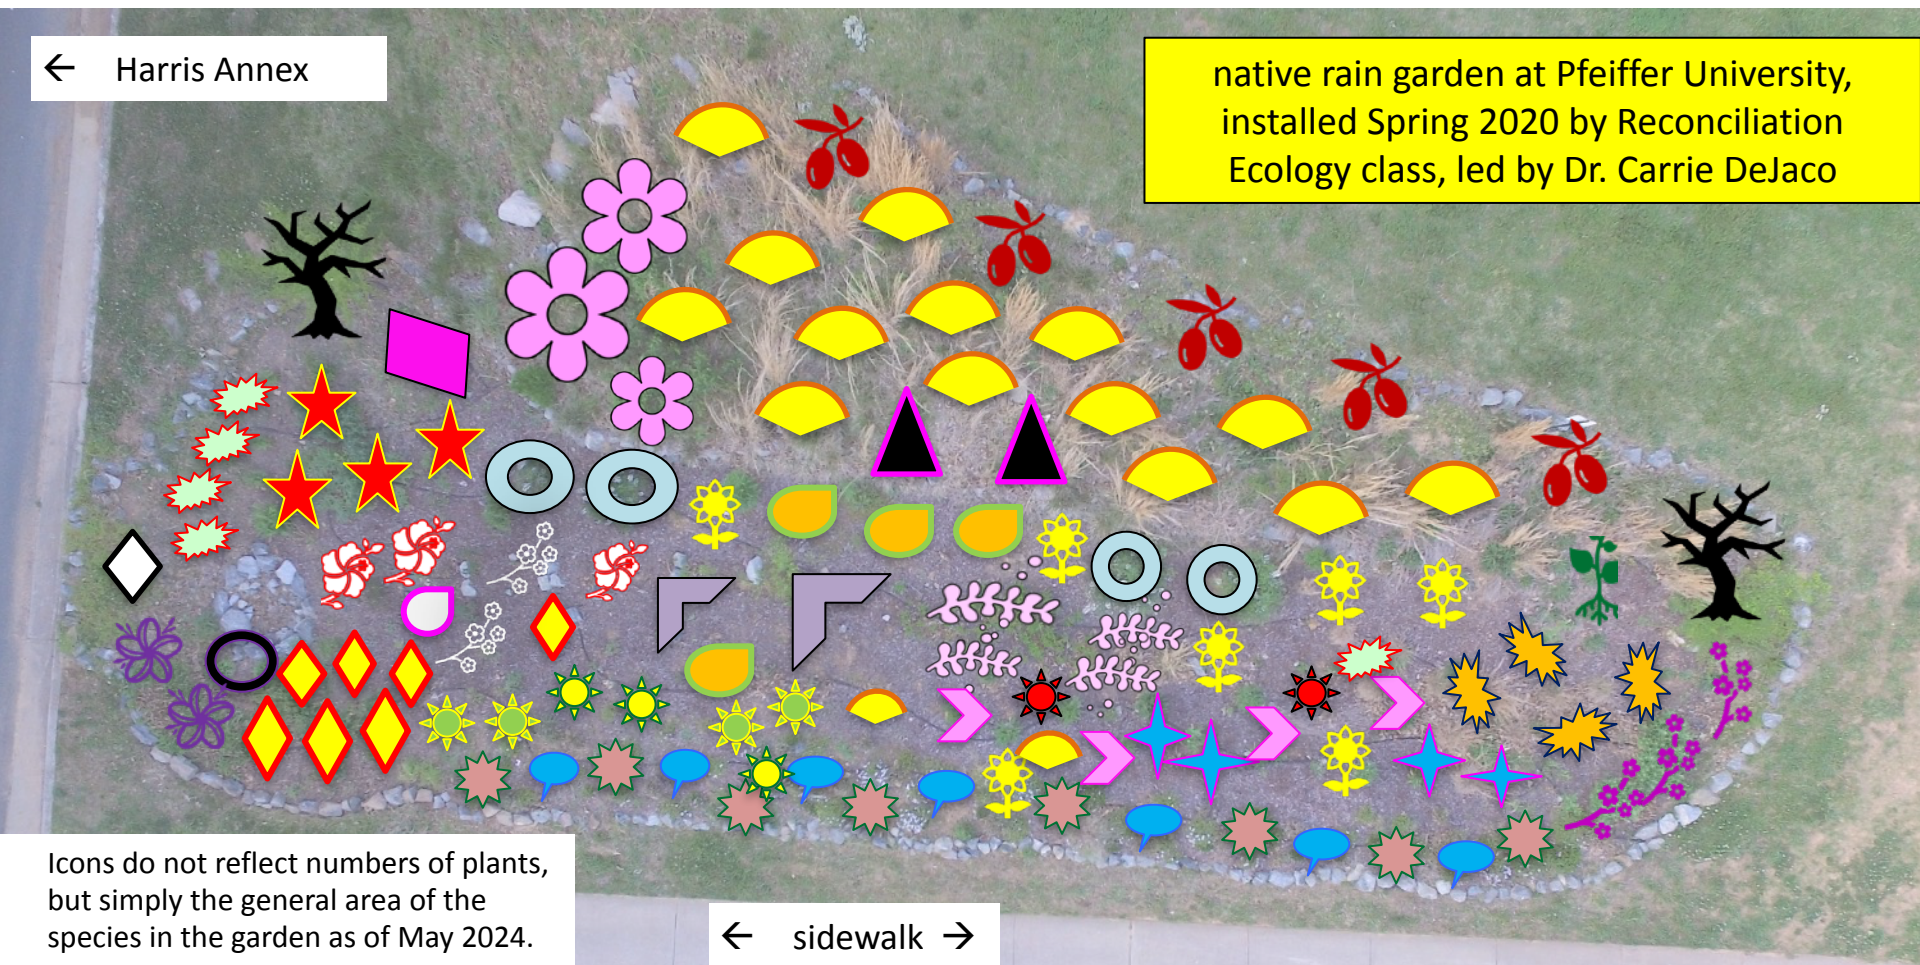 ← Harris Annex
native rain garden at Pfeiffer University,
installed Spring 2020 by Reconciliation
Ecology class, led by Dr. Carrie DeJaco
Icons do not reflect numbers of plants,
but simply the general area of the
species in the garden as of May 2024.
← sidewalk →